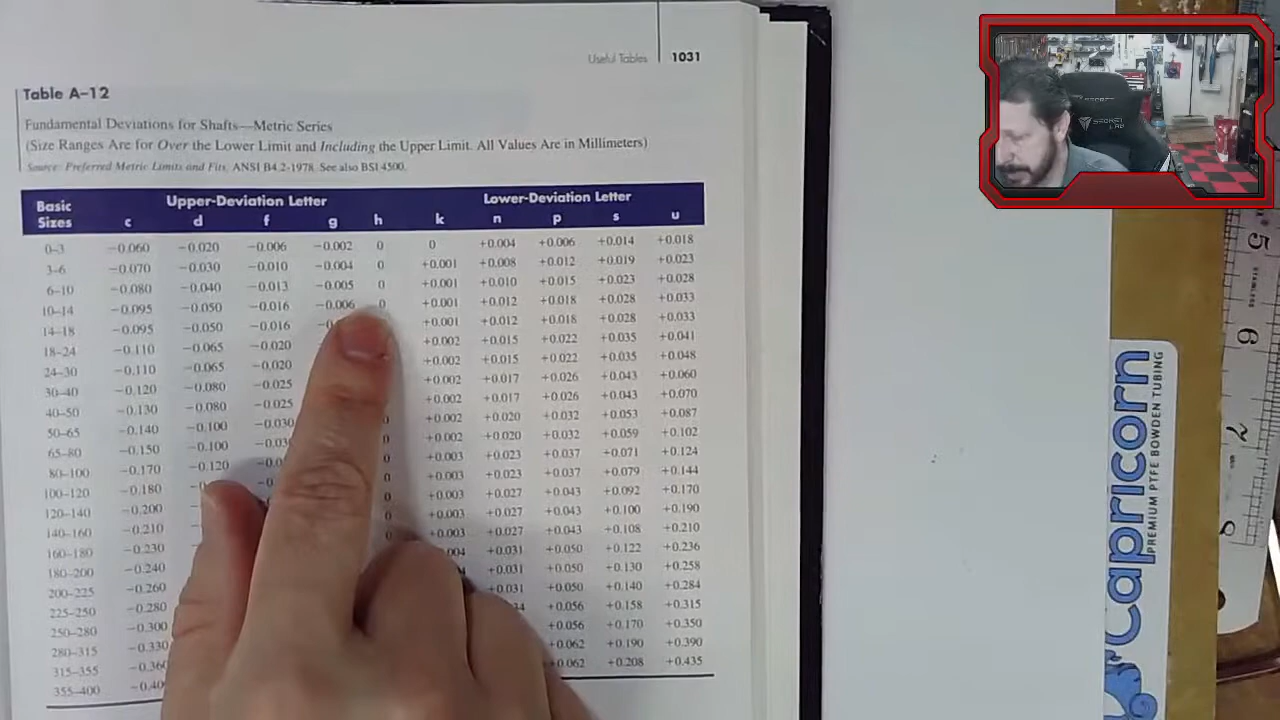 Useful Tables 1031
Table A–12
Fundamental Deviations for Shafts—Metric Series
(Size Ranges Are for Over the Lower Limit and Including the Upper Limit. All Values Are in Millimeters)
Source: Preferred Metric Limits and Fits, ANSI B4.2-1978. See also BSI 4500.
Basic Sizes Upper-Deviation Letter Lower-Deviation Letter
c d f g h k n p s u
0–3 −0.060 −0.020 −0.006 −0.002 0 0 +0.004 +0.006 +0.014 +0.018
3–6 −0.070 −0.030 −0.010 −0.004 0 +0.001 +0.008 +0.012 +0.019 +0.023
6–10 −0.080 −0.040 −0.013 −0.005 0 +0.001 +0.010 +0.015 +0.023 +0.028
10–14 −0.095 −0.050 −0.016 −0.006 0 +0.001 +0.012 +0.018 +0.028 +0.033
14–18 −0.095 −0.050 −0.016 +0.001 +0.012 +0.018 +0.028 +0.033
18–24 −0.110 −0.065 −0.020 +0.002 +0.015 +0.022 +0.035 +0.041
24–30 −0.110 −0.065 −0.020 +0.002 +0.015 +0.022 +0.035 +0.048
30–40 −0.120 −0.080 −0.025 +0.002 +0.017 +0.026 +0.043 +0.060
40–50 −0.130 −0.080 −0.025 +0.002 +0.017 +0.026 +0.043 +0.070
50–65 −0.140 −0.100 −0.030 0 +0.002 +0.020 +0.032 +0.053 +0.087
65–80 −0.150 −0.100 0 +0.002 +0.020 +0.032 +0.059 +0.102
80–100 −0.170 −0.120 0 +0.003 +0.023 +0.037 +0.071 +0.124
100–120 −0.180 0 +0.003 +0.023 +0.037 +0.079 +0.144
120–140 −0.200 0 +0.003 +0.027 +0.043 +0.092 +0.170
140–160 −0.210 0 +0.003 +0.027 +0.043 +0.100 +0.190
160–180 −0.230 +0.003 +0.027 +0.043 +0.108 +0.210
180–200 −0.240 +0.031 +0.050 +0.122 +0.236
200–225 −0.260 +0.031 +0.050 +0.130 +0.258
225–250 −0.280 +0.031 +0.050 +0.140 +0.284
250–280 −0.300 +0.056 +0.158 +0.315
280–315 −0.330 +0.056 +0.170 +0.350
315–355 +0.062 +0.190 +0.390
355–400 +0.062 +0.208 +0.435
Capricorn
PREMIUM PTFE BOWDEN TUBING
5
6
7
8